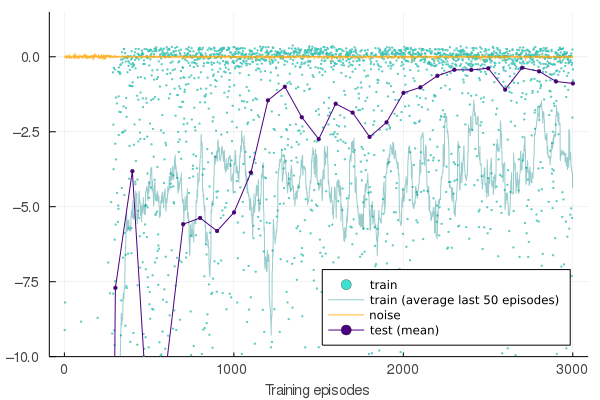 0.0
−2.5
−5.0
−7.5
−10.0
0
1000
2000
3000
Training episodes
train
train (average last 50 episodes)
noise
test (mean)